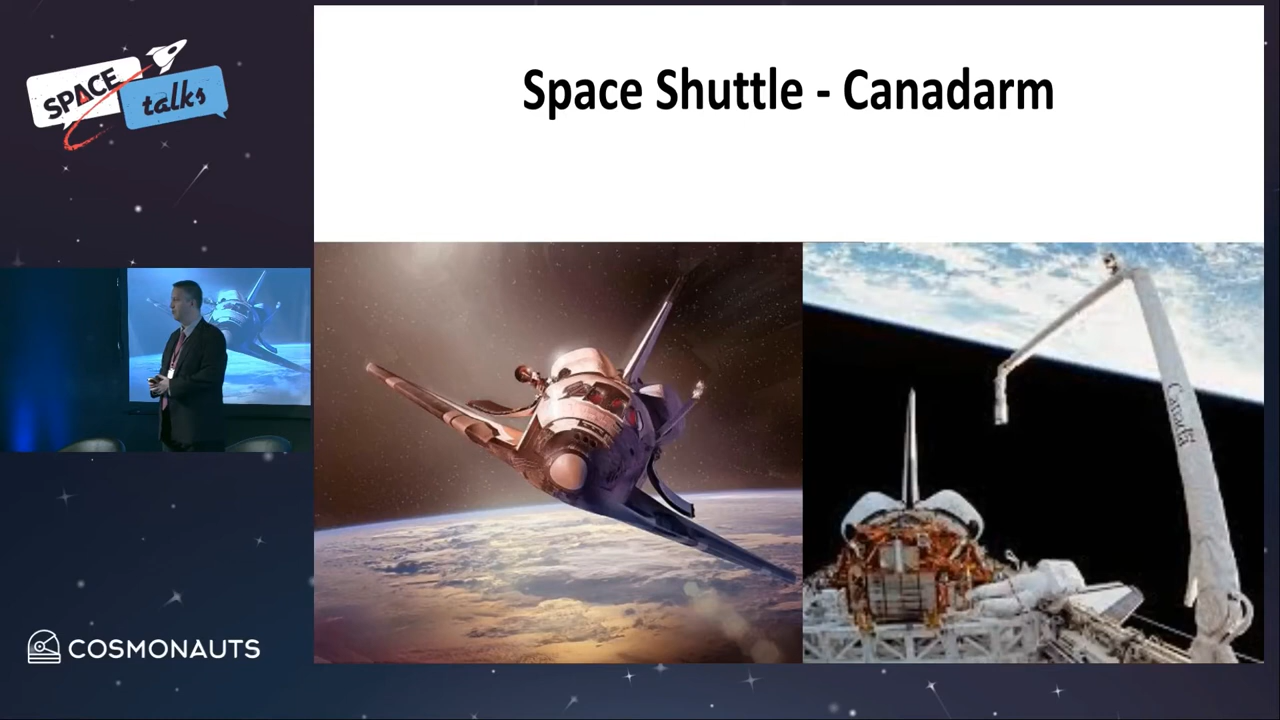 SPACE
talks
Space Shuttle - Canadarm
Canada
COSMONAUTS